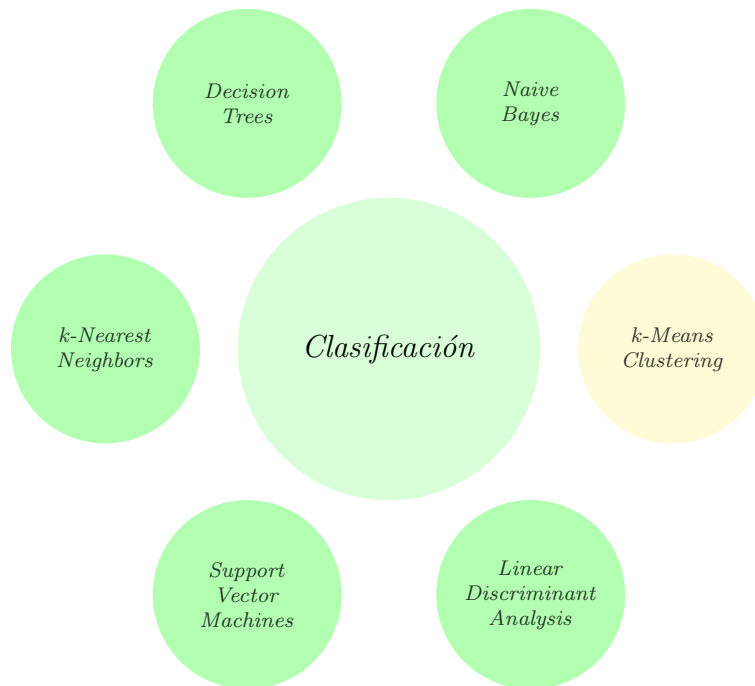 Decision
Trees
Naive
Bayes
k-Nearest
Neighbors
Clasificación
k-Means
Clustering
Support
Vector
Machines
Linear
Discriminant
Analysis